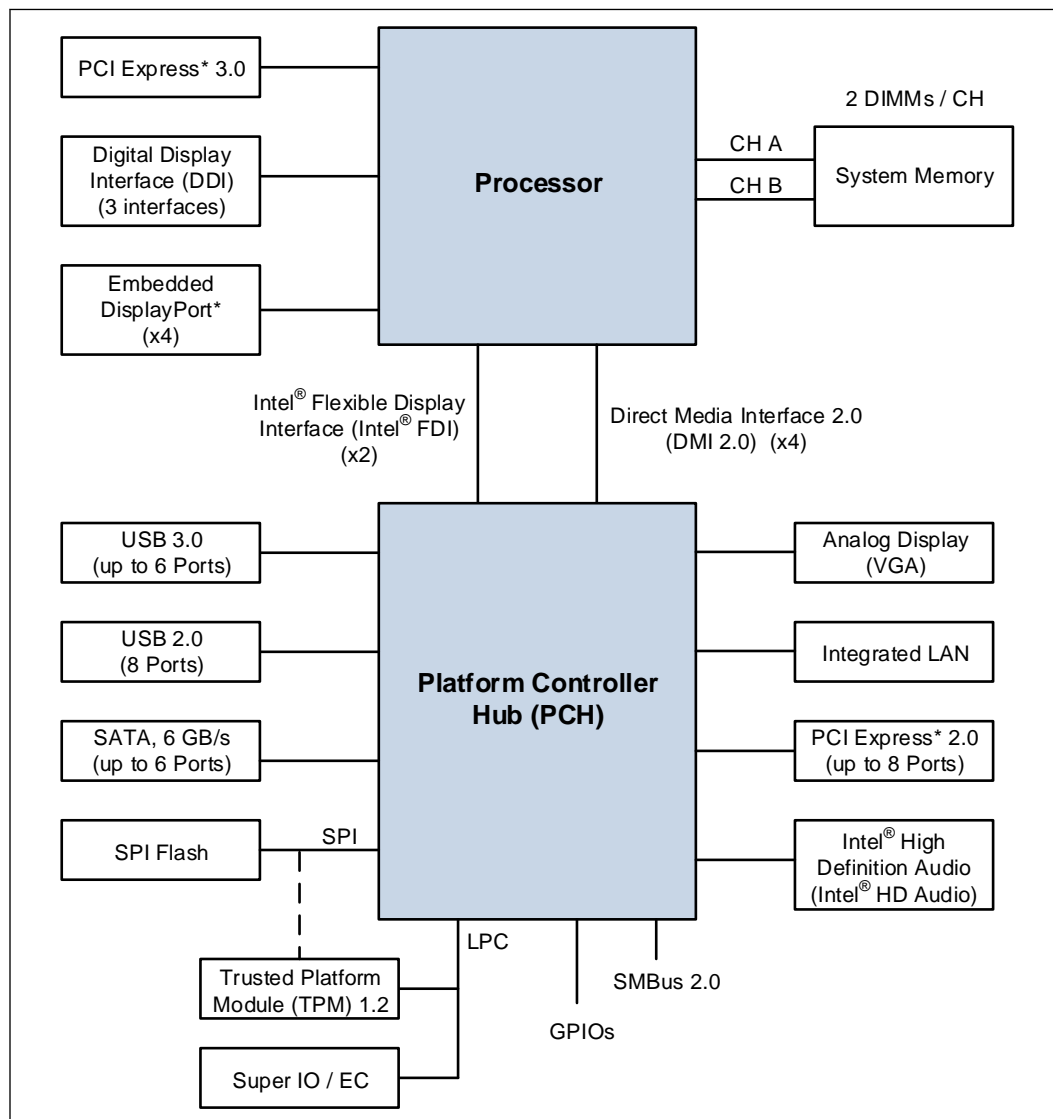 PCI Express* 3.0
Digital Display
Interface (DDI)
(3 interfaces)
Embedded
DisplayPort*
(x4)
Processor
2 DIMMs / CH
CH A
CH B
System Memory
Intel® Flexible Display
Interface (Intel® FDI)
(x2)
Direct Media Interface 2.0
(DMI 2.0) (x4)
USB 3.0
(up to 6 Ports)
USB 2.0
(8 Ports)
SATA, 6 GB/s
(up to 6 Ports)
SPI Flash
SPI
Platform Controller
Hub (PCH)
Analog Display
(VGA)
Integrated LAN
PCI Express* 2.0
(up to 8 Ports)
Intel® High
Definition Audio
(Intel® HD Audio)
LPC
Trusted Platform
Module (TPM) 1.2
Super IO / EC
GPIOs
SMBus 2.0